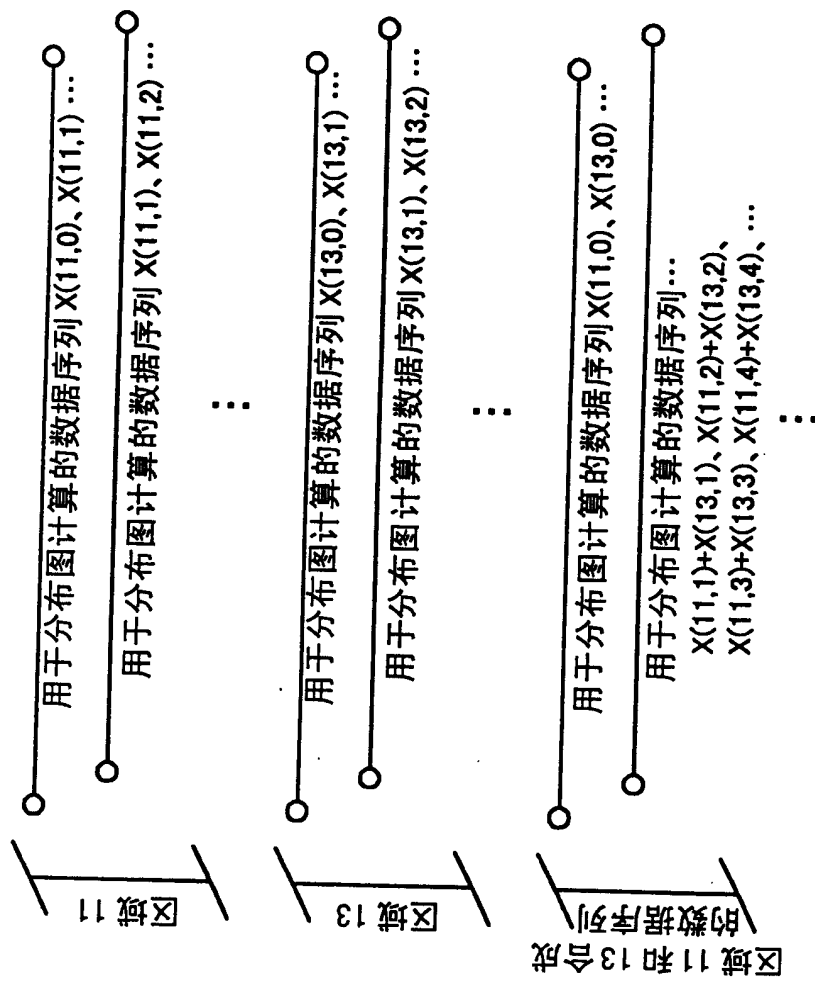 区域 11
用于分布图计算的数据序列 X(11,0)、X(11,1) …
用于分布图计算的数据序列 X(11,1)、X(11,2) …
…
区域 13
用于分布图计算的数据序列 X(13,0)、X(13,1) …
用于分布图计算的数据序列 X(13,1)、X(13,2) …
…
区域 11 和 13 合成
的数据序列
用于分布图计算的数据序列 X(11,0)、X(13,0) …
用于分布图计算的数据序列…
X(11,1)+X(13,1)、X(11,2)+X(13,2)、
X(11,3)+X(13,3)、X(11,4)+X(13,4)、…
…